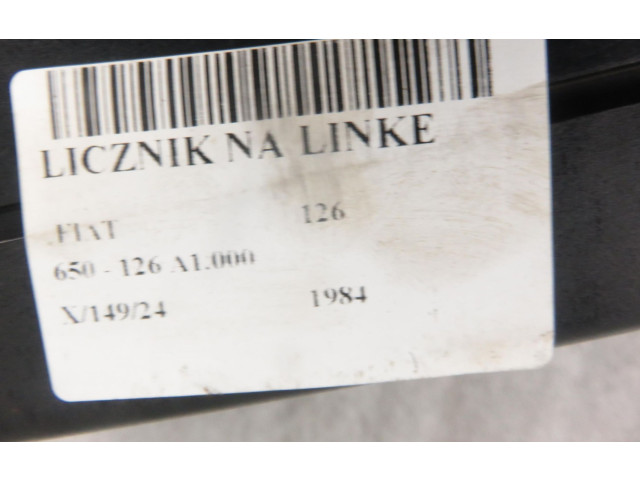 LICZNIK NA LINKE
FIAT 126
650 - 126 A1.000
X/149/24 1984